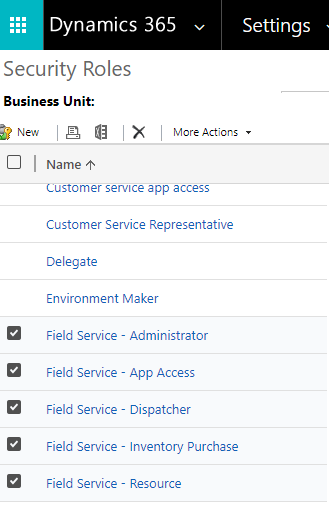 Dynamics 365 Settings
Security Roles
Business Unit:
New More Actions
Name
Customer service app access
Customer Service Representative
Delegate
Environment Maker
Field Service - Administrator
Field Service - App Access
Field Service - Dispatcher
Field Service - Inventory Purchase
Field Service - Resource